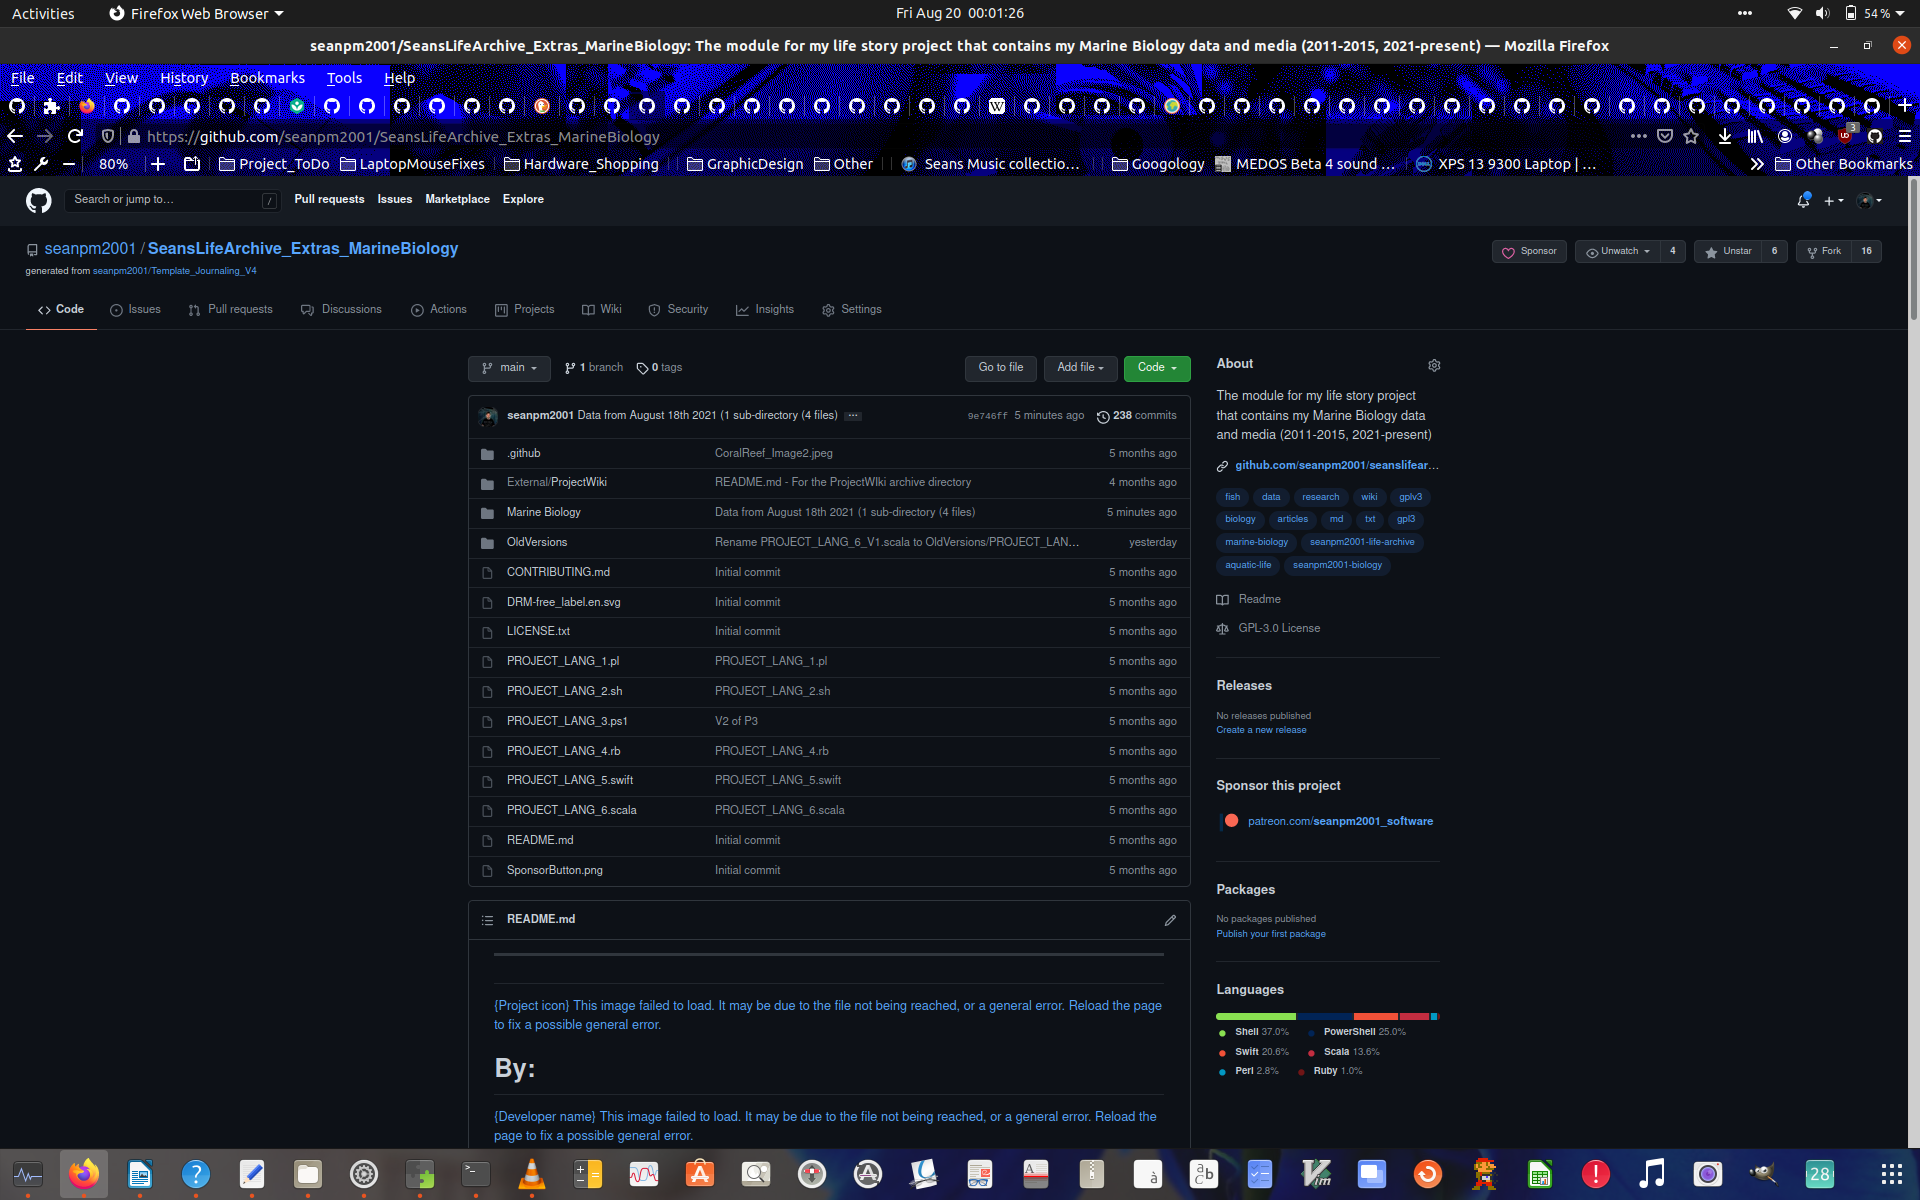 Activities Firefox Web Browser Fri Aug 20 00:01:26 54 %
seanpm2001/SeansLifeArchive_Extras_MarineBiology: The module for my life story project that contains my Marine Biology data and media (2011-2015, 2021-present) — Mozilla Firefox
File Edit View History Bookmarks Tools Help
https://github.com/seanpm2001/SeansLifeArchive_Extras_MarineBiology 3
80% Project_ToDo LaptopMouseFixes Hardware_Shopping GraphicDesign Other Seans Music collectio… Googology MEDOS Beta 4 sound … XPS 13 9300 Laptop | … Other Bookmarks
Search or jump to… / Pull requests Issues Marketplace Explore
seanpm2001 / SeansLifeArchive_Extras_MarineBiology Sponsor Unwatch 4 Unstar 6 Fork 16
generated from seanpm2001/Template_Journaling_V4
Code Issues Pull requests Discussions Actions Projects Wiki Security Insights Settings
main 1 branch 0 tags Go to file Add file Code
seanpm2001 Data from August 18th 2021 (1 sub-directory (4 files) … 9e746ff 5 minutes ago 238 commits
.github CoralReef_Image2.jpeg 5 months ago
External/ProjectWiki README.md - For the ProjectWIki archive directory 4 months ago
Marine Biology Data from August 18th 2021 (1 sub-directory (4 files) 5 minutes ago
OldVersions Rename PROJECT_LANG_6_V1.scala to OldVersions/PROJECT_LAN… yesterday
CONTRIBUTING.md Initial commit 5 months ago
DRM-free_label.en.svg Initial commit 5 months ago
LICENSE.txt Initial commit 5 months ago
PROJECT_LANG_1.pl PROJECT_LANG_1.pl 5 months ago
PROJECT_LANG_2.sh PROJECT_LANG_2.sh 5 months ago
PROJECT_LANG_3.ps1 V2 of P3 5 months ago
PROJECT_LANG_4.rb PROJECT_LANG_4.rb 5 months ago
PROJECT_LANG_5.swift PROJECT_LANG_5.swift 5 months ago
PROJECT_LANG_6.scala PROJECT_LANG_6.scala 5 months ago
README.md Initial commit 5 months ago
SponsorButton.png Initial commit 5 months ago
README.md
{Project icon} This image failed to load. It may be due to the file not being reached, or a general error. Reload the page
to fix a possible general error.
By:
{Developer name} This image failed to load. It may be due to the file not being reached, or a general error. Reload the
page to fix a possible general error.
About
The module for my life story project
that contains my Marine Biology data
and media (2011-2015, 2021-present)
github.com/seanpm2001/seanslifear…
fish data research wiki gplv3
biology articles md txt gpl3
marine-biology seanpm2001-life-archive
aquatic-life seanpm2001-biology
Readme
GPL-3.0 License
Releases
No releases published
Create a new release
Sponsor this project
patreon.com/seanpm2001_software
Packages
No packages published
Publish your first package
Languages
Shell 37.0% PowerShell 25.0%
Swift 20.6% Scala 13.6%
Perl 2.8% Ruby 1.0%
28